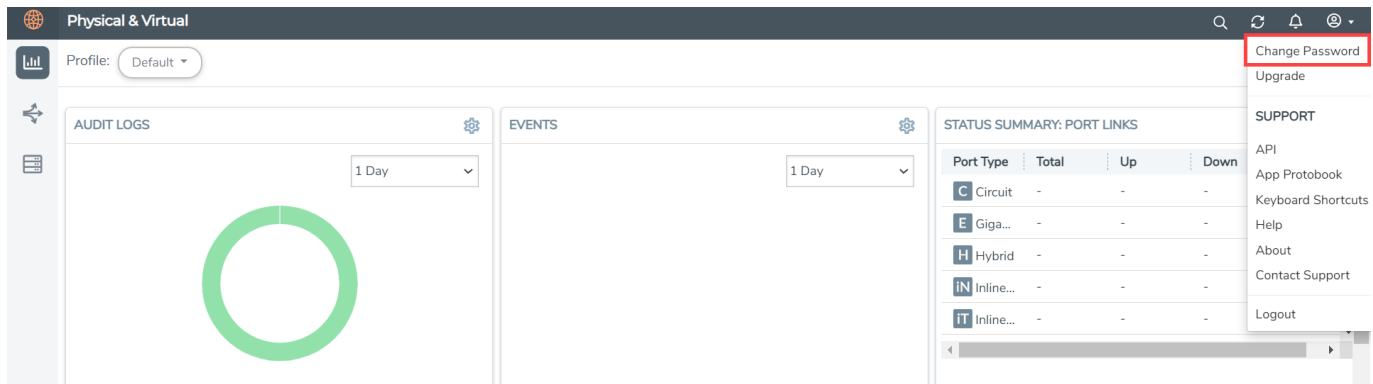 Physical & Virtual
Profile: Default
Change Password
Upgrade
SUPPORT
API
App Protobook
Keyboard Shortcuts
Help
About
Contact Support
Logout
AUDIT LOGS
1 Day
EVENTS
1 Day
STATUS SUMMARY: PORT LINKS
Port Type Total Up Down
C Circuit - - -
E Giga... - - -
H Hybrid - - -
iN Inline... - - -
iT Inline... - - -